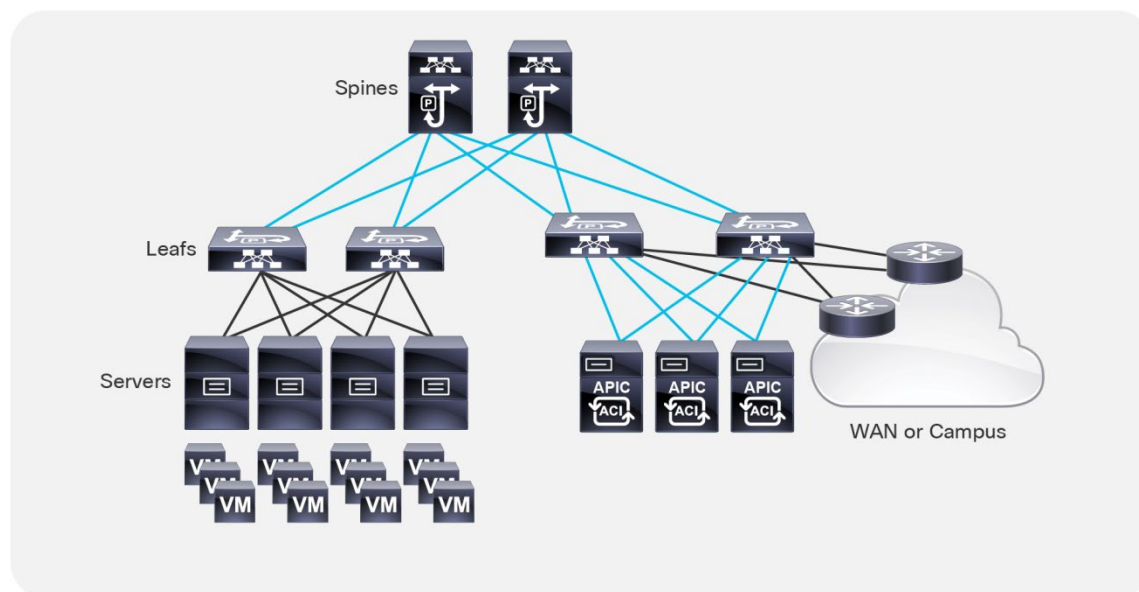 Spines
P
P
Leafs
P
P
P
P
Servers
APIC
ACI
APIC
ACI
APIC
ACI
WAN or Campus
VM
VM
VM
VM
VM
VM
VM
VM
VM
VM
VM
VM